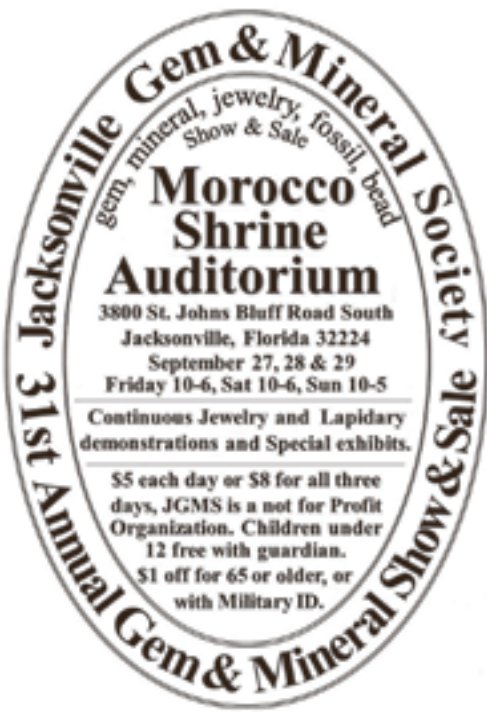 Jacksonville Gem & Mineral Society
31st Annual Gem & Mineral Show & Sale
gem, mineral, jewelry, fossil, bead
Show & Sale
Morocco
Shrine
Auditorium
3800 St. Johns Bluff Road South
Jacksonville, Florida 32224
September 27, 28 & 29
Friday 10-6, Sat 10-6, Sun 10-5
Continuous Jewelry and Lapidary
demonstrations and Special exhibits.
$5 each day or $8 for all three
days, JGMS is a not for Profit
Organization. Children under
12 free with guardian.
$1 off for 65 or older, or
with Military ID.